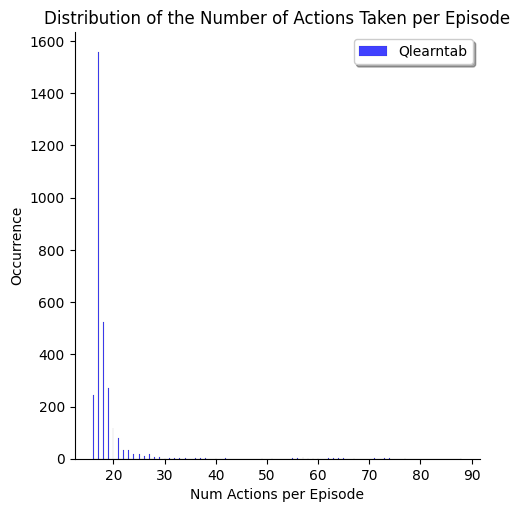 Distribution of the Number of Actions Taken per Episode
Qlearntab
Occurrence
1600
1400
1200
1000
800
600
400
200
0
20 30 40 50 60 70 80 90
Num Actions per Episode